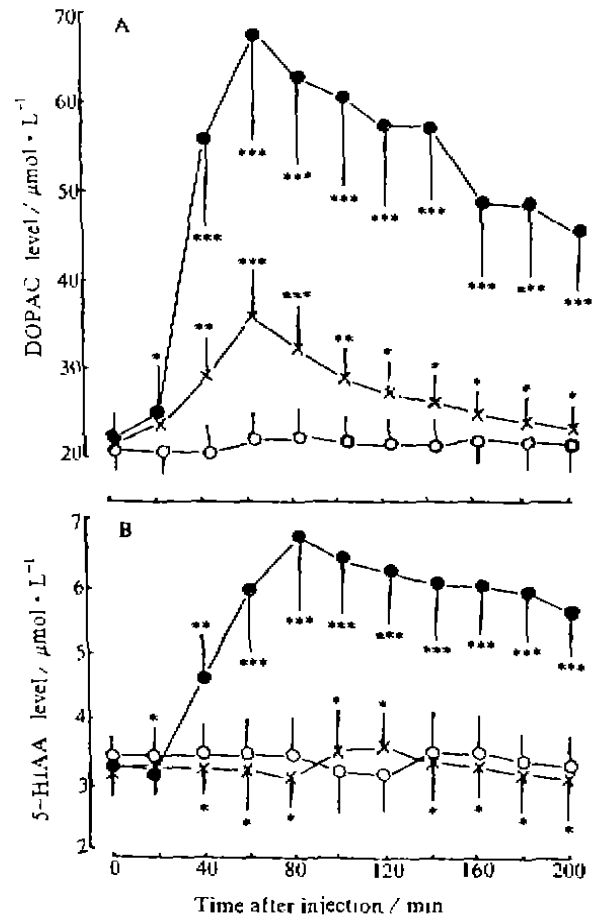 A
70
60
50
40
30
20
DOPAC level / μmol · L⁻¹
*** *** *** *** *** *** *** *** ***
* ** *** *** ** * * * * *
B
7
6
5
4
3
2
5-HIAA level / μmol · L⁻¹
** *** *** *** *** *** *** *** ***
* * *
* * * * * * *
0 40 80 120 160 200
Time after injection / min